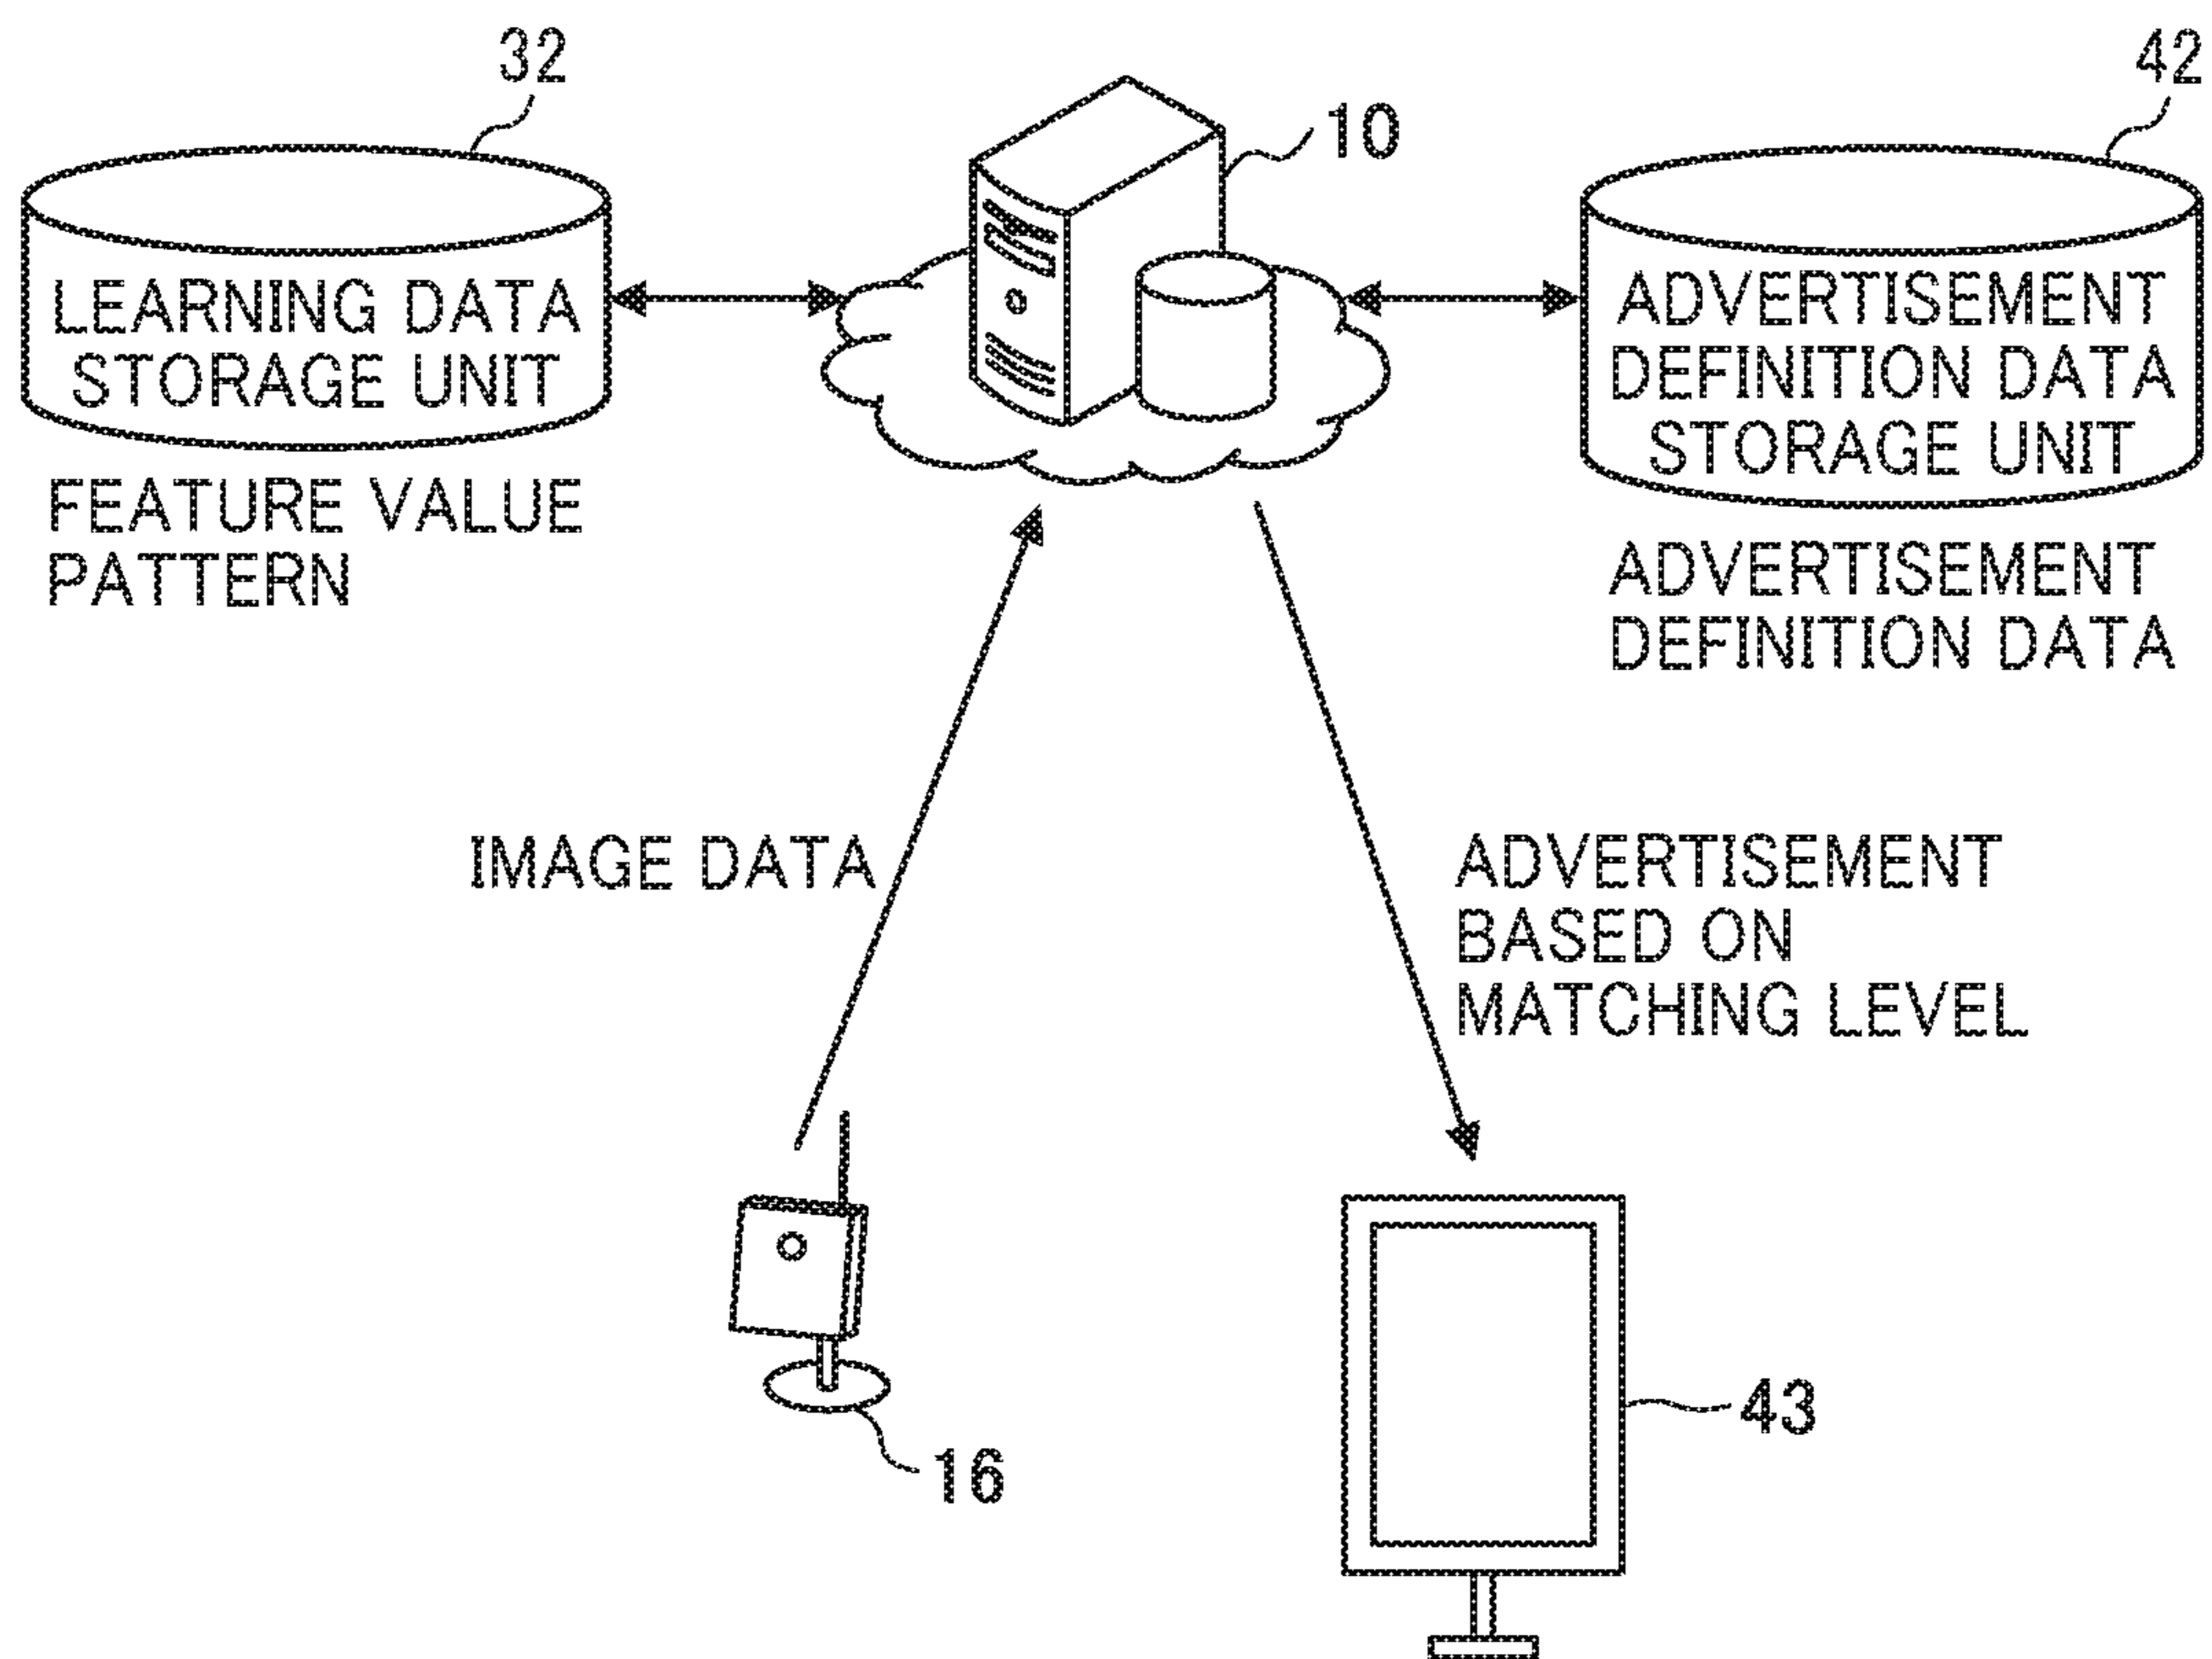 32
10
42
LEARNING DATA
STORAGE UNIT
FEATURE VALUE
PATTERN
ADVERTISEMENT
DEFINITION DATA
STORAGE UNIT
ADVERTISEMENT
DEFINITION DATA
IMAGE DATA
ADVERTISEMENT
BASED ON
MATCHING LEVEL
16
43